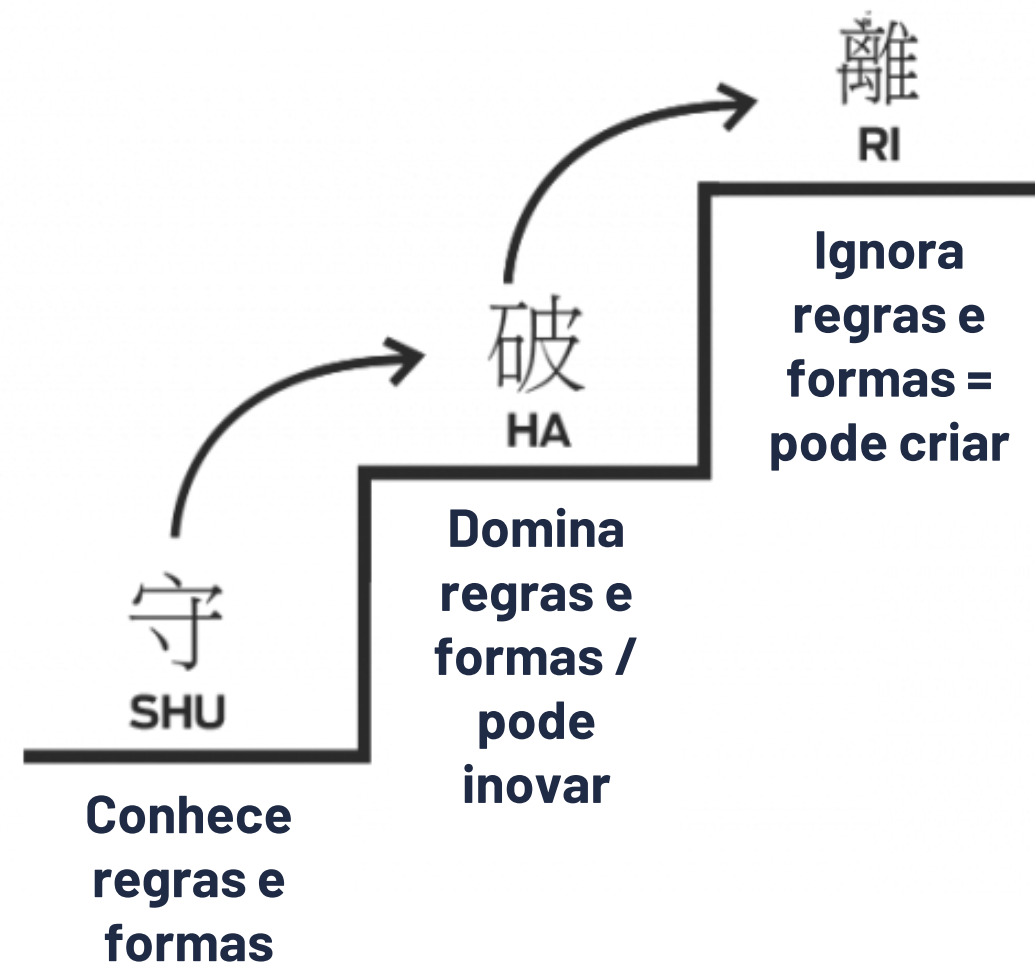 離
RI
Ignora
regras e
formas =
pode criar
破
HA
Domina
regras e
formas /
pode
inovar
守
SHU
Conhece
regras e
formas